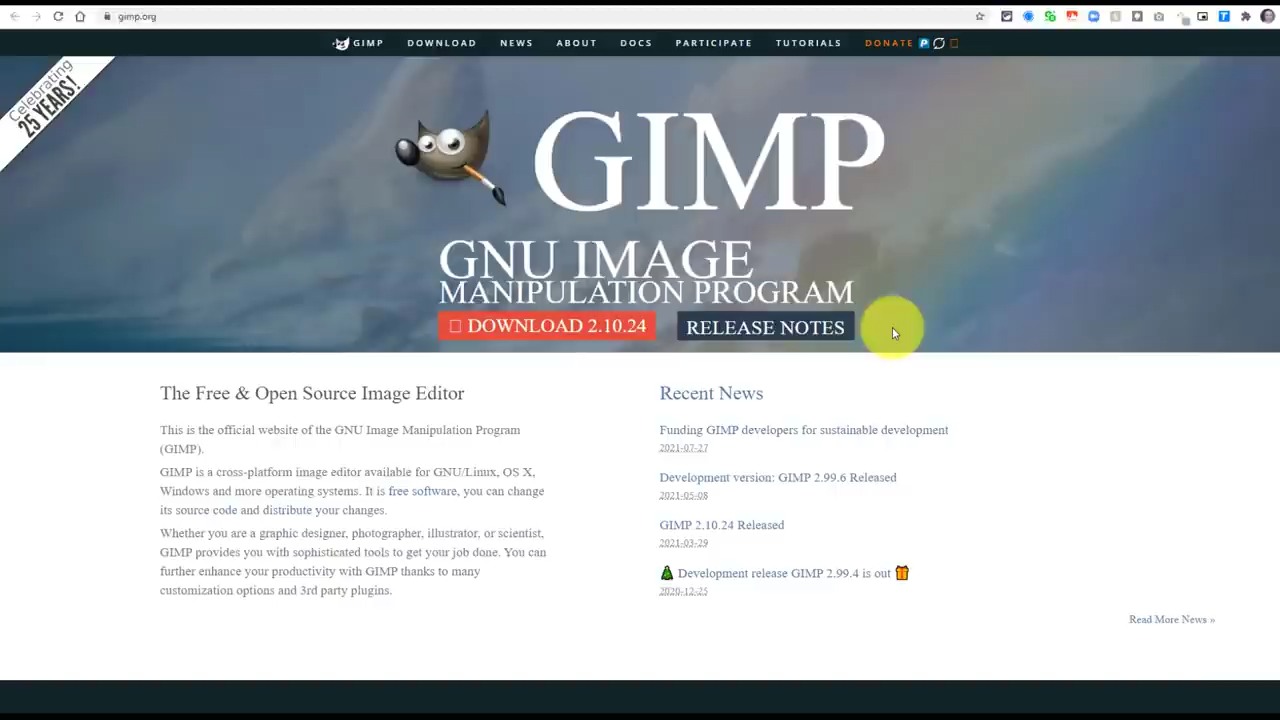 gimp.org
GIMP DOWNLOAD NEWS ABOUT DOCS PARTICIPATE TUTORIALS DONATE
Celebrating
25 YEARS!
GIMP
GNU IMAGE
MANIPULATION PROGRAM
DOWNLOAD 2.10.24
RELEASE NOTES
The Free & Open Source Image Editor
This is the official website of the GNU Image Manipulation Program
(GIMP).
GIMP is a cross-platform image editor available for GNU/Linux, OS X,
Windows and more operating systems. It is free software, you can change
its source code and distribute your changes.
Whether you are a graphic designer, photographer, illustrator, or scientist,
GIMP provides you with sophisticated tools to get your job done. You can
further enhance your productivity with GIMP thanks to many
customization options and 3rd party plugins.
Recent News
Funding GIMP developers for sustainable development
2021-07-27
Development version: GIMP 2.99.6 Released
2021-05-08
GIMP 2.10.24 Released
2021-03-29
🎄 Development release GIMP 2.99.4 is out 🎁
2020-12-25
Read More News »